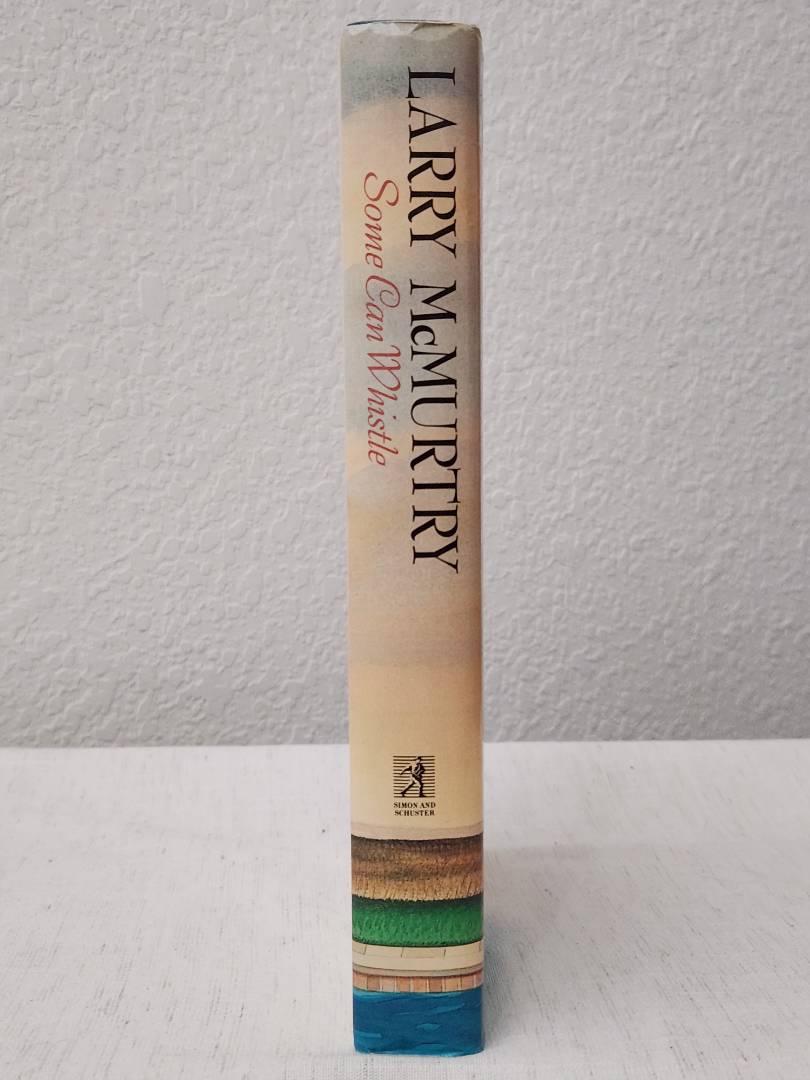 LARRY McMURTRY
Some Can Whistle
SIMON AND
SCHUSTER